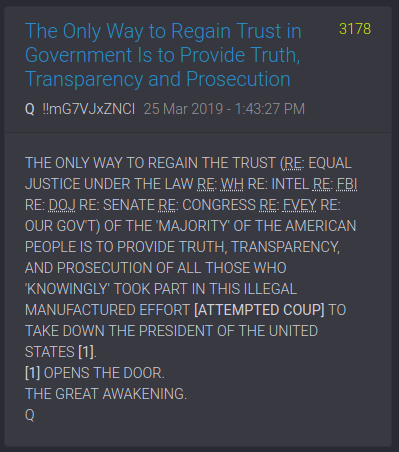 The Only Way to Regain Trust in 3178
Government Is to Provide Truth,
Transparency and Prosecution
Q !!mG7VJxZNCI 25 Mar 2019 - 1:43:27 PM
THE ONLY WAY TO REGAIN THE TRUST (RE: EQUAL
JUSTICE UNDER THE LAW RE: WH RE: INTEL RE: FBI
RE: DOJ RE: SENATE RE: CONGRESS RE: FVEY RE:
OUR GOV'T) OF THE 'MAJORITY' OF THE AMERICAN
PEOPLE IS TO PROVIDE TRUTH, TRANSPARENCY,
AND PROSECUTION OF ALL THOSE WHO
'KNOWINGLY' TOOK PART IN THIS ILLEGAL
MANUFACTURED EFFORT [ATTEMPTED COUP] TO
TAKE DOWN THE PRESIDENT OF THE UNITED
STATES [1].
[1] OPENS THE DOOR.
THE GREAT AWAKENING.
Q